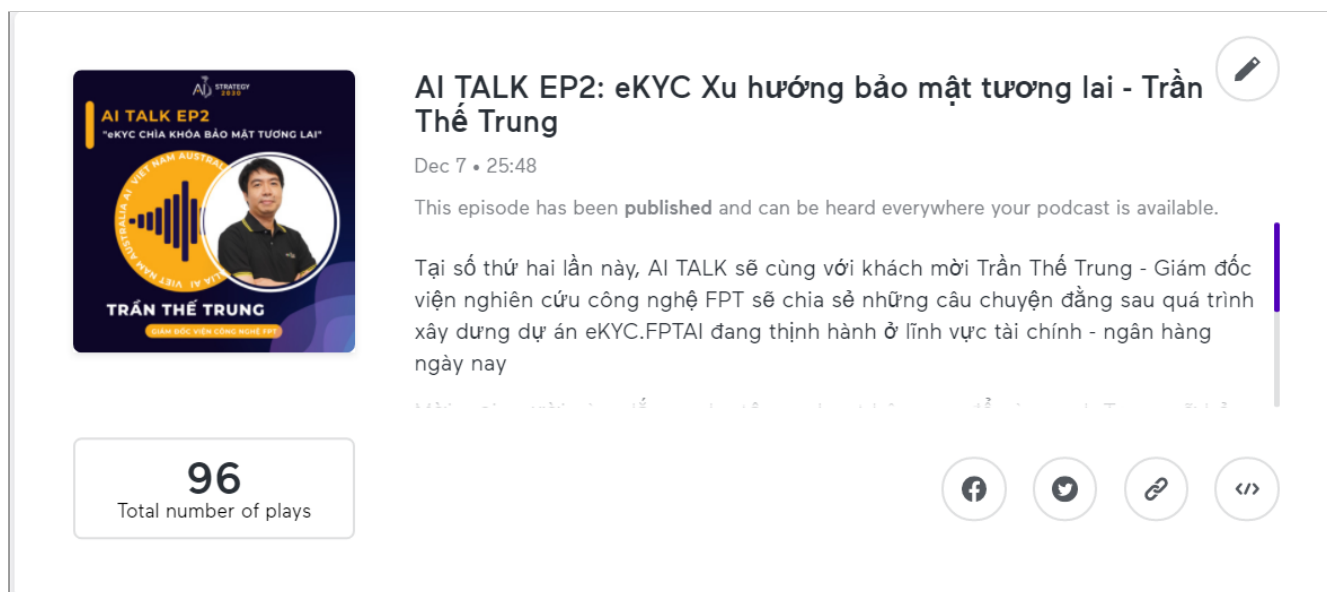 AI STRATEGY
2030
AI TALK EP2
"eKYC CHÌA KHÓA BẢO MẬT TƯƠNG LAI"
VIET NAM AUSTRALIA AI VIET NAM AUSTRALIA AI
TRẦN THẾ TRUNG
GIÁM ĐỐC VIỆN CÔNG NGHỆ FPT
AI TALK EP2: eKYC Xu hướng bảo mật tương lai - Trần
Thế Trung
Dec 7 • 25:48
This episode has been published and can be heard everywhere your podcast is available.
Tại số thứ hai lần này, AI TALK sẽ cùng với khách mời Trần Thế Trung - Giám đốc
viện nghiên cứu công nghệ FPT sẽ chia sẻ những câu chuyện đằng sau quá trình
xây dưng dự án eKYC.FPTAI đang thịnh hành ở lĩnh vực tài chính - ngân hàng
ngày nay
96
Total number of plays